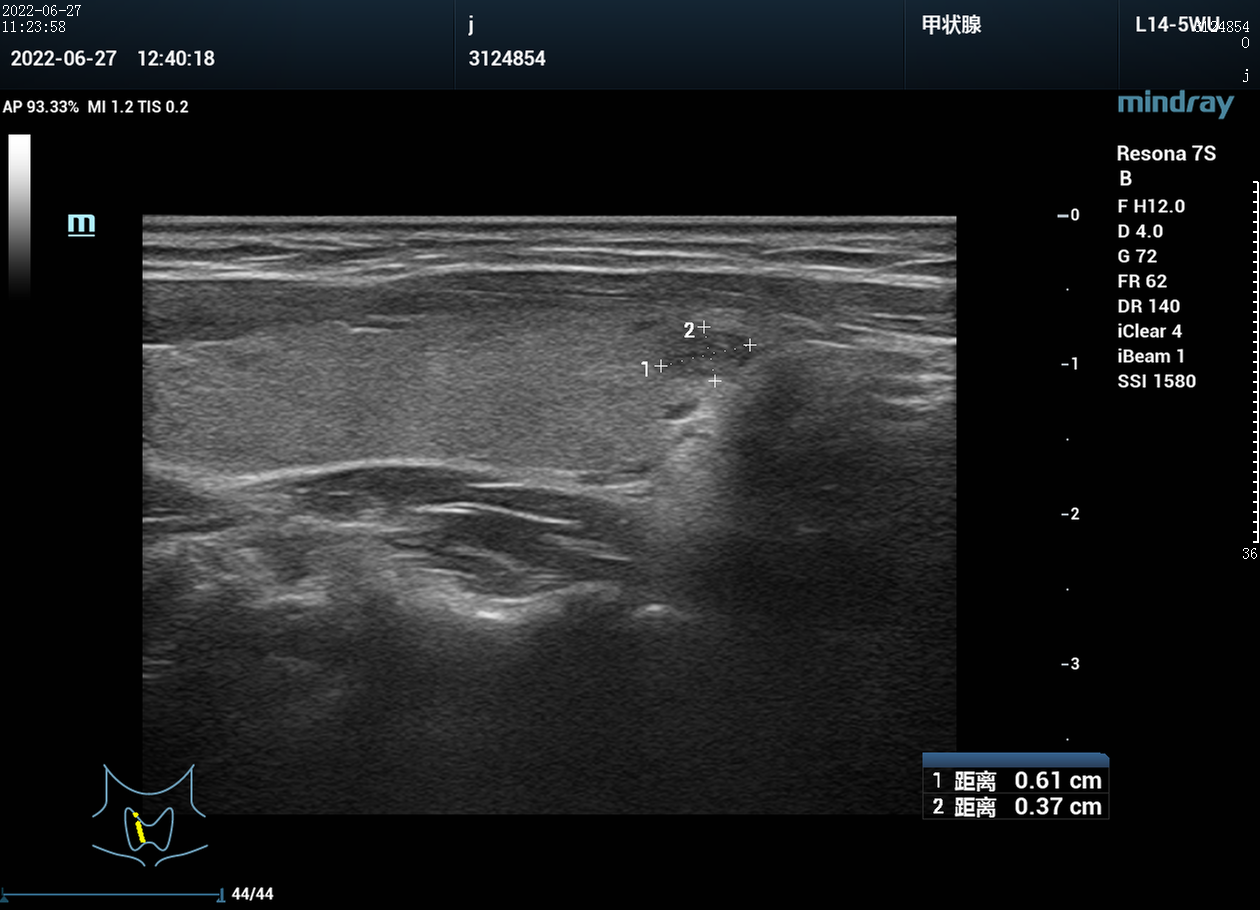 2022-06-27
11:23:58
2022-06-27 12:40:18
j
3124854
甲状腺
L14-5WU
3124854
0
j
AP 93.33% MI 1.2 TIS 0.2
mindray
Resona 7S
B
F H12.0
D 4.0
G 72
FR 62
DR 140
iClear 4
iBeam 1
SSI 1580
m
0
-1
-2
-3
2
1
36
1 距离 0.61 cm
2 距离 0.37 cm
44/44